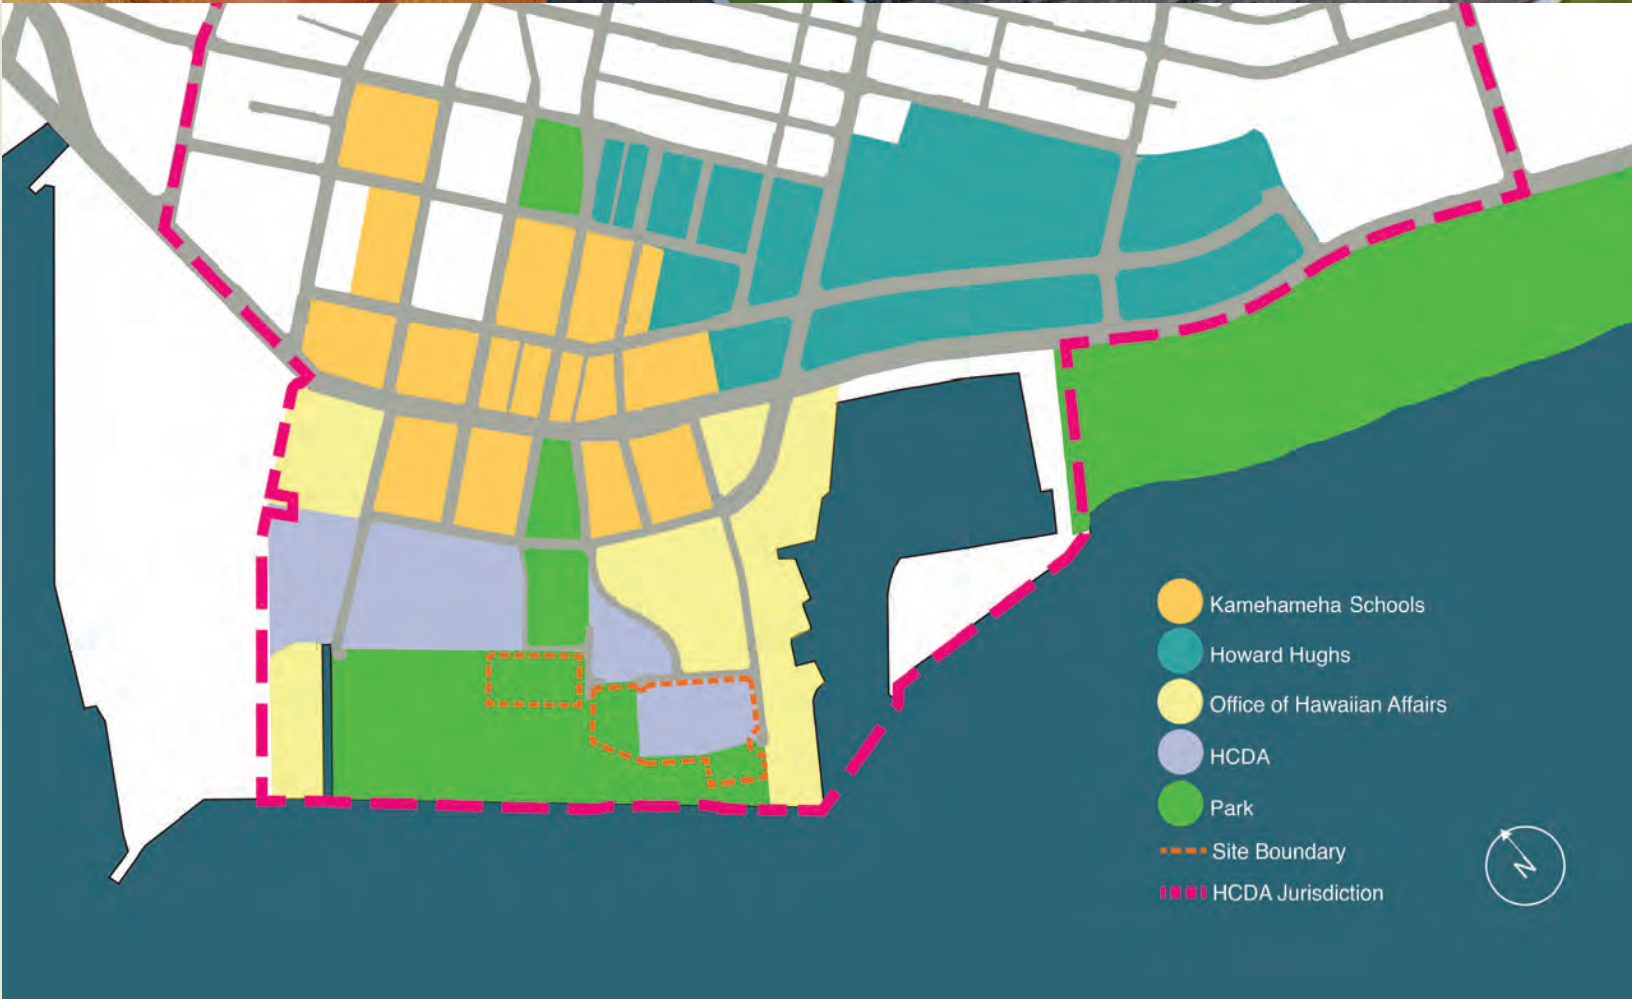 Kamehameha Schools
Howard Hughs
Office of Hawaiian Affairs
HCDA
Park
Site Boundary
HCDA Jurisdiction
N